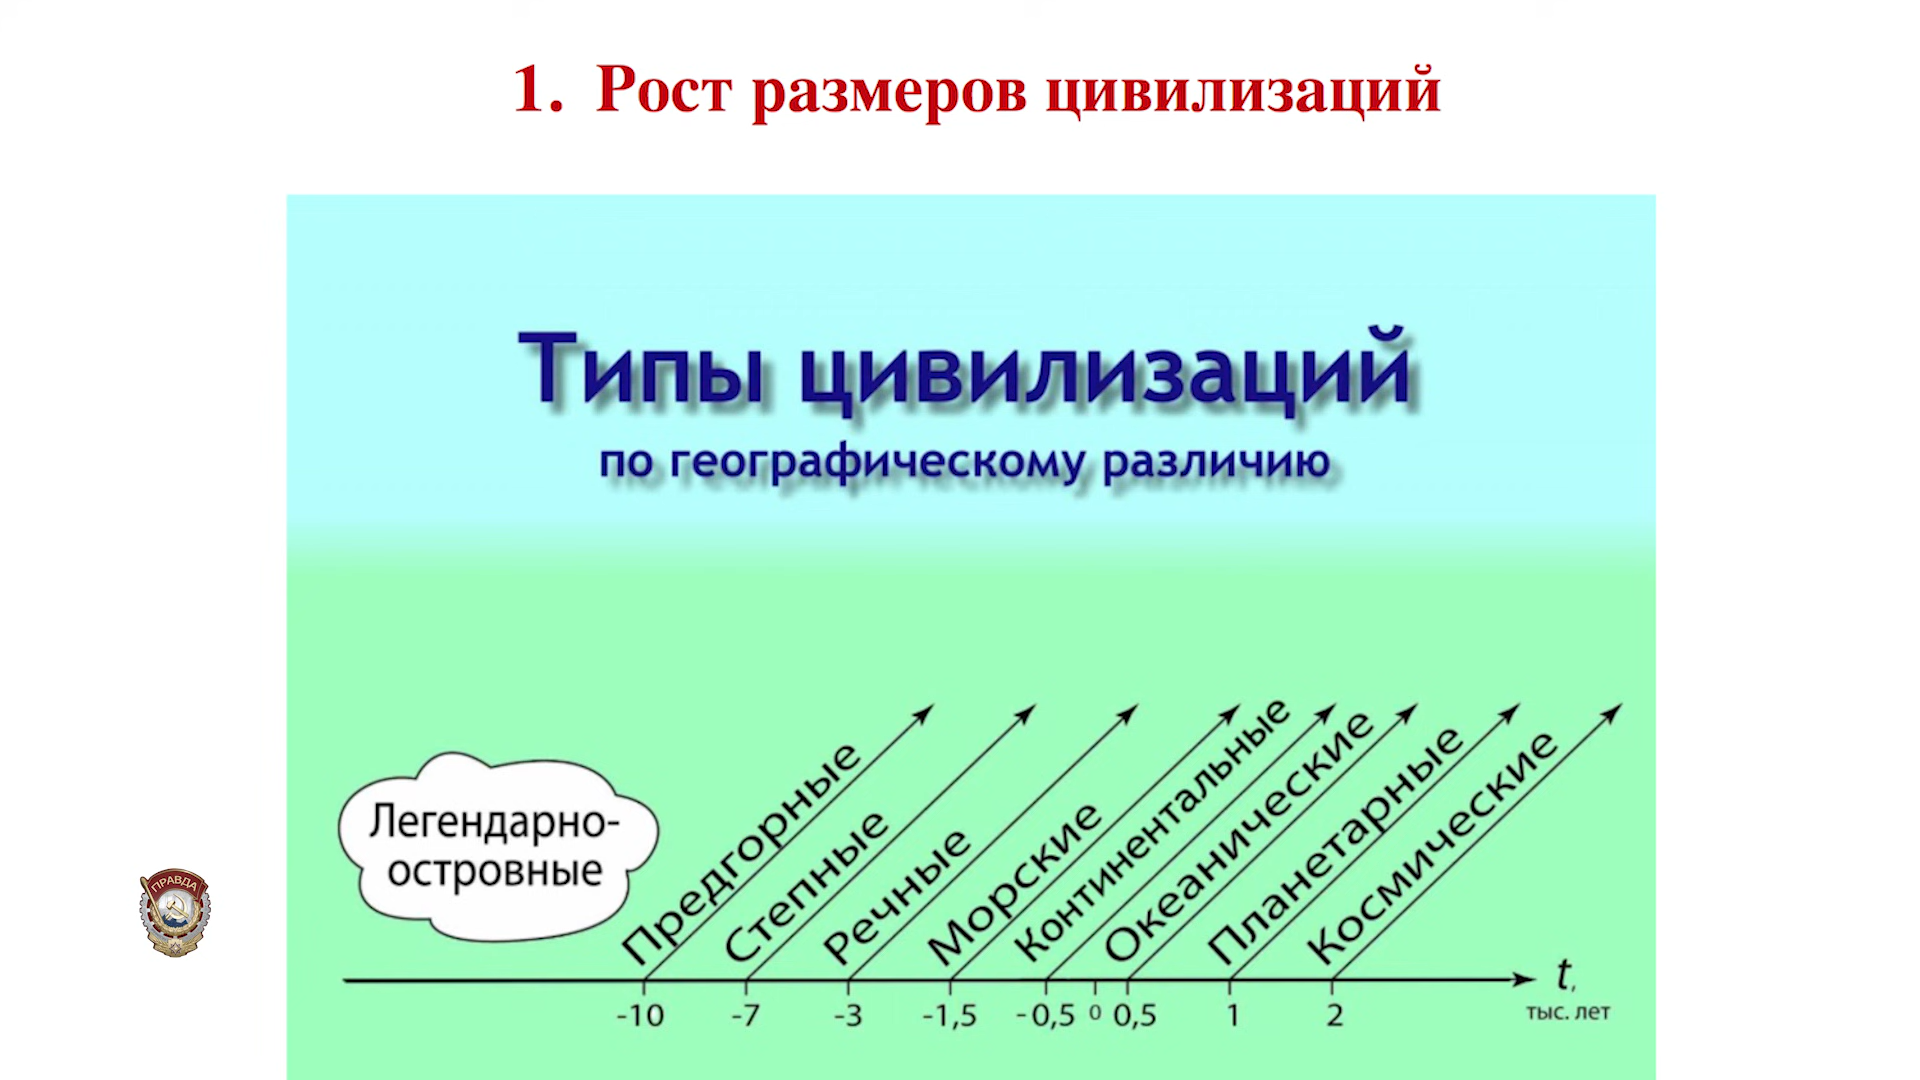 1. Рост размеров цивилизаций
Типы цивилизаций
по географическому различию
Легендарно-
островные
Предгорные
Степные
Речные
Морские
Континентальные
Океанические
Планетарные
Космические
-10
-7
-3
-1,5
-0,5
0
0,5
1
2
t,
тыс. лет
ПРАВДА